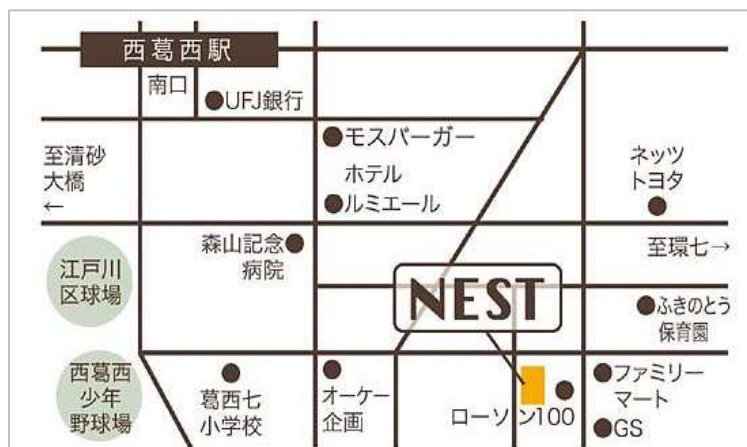 西葛西駅
南口
●UFJ銀行
至清砂
大橋
←
●モスバーガー
ホテル
●ルミエール
ネッツ
トヨタ
森山記念
病院
至環七→
江戸川
区球場
NEST
ふきのとう
保育園
西葛西
少年
野球場
葛西七
小学校
オーケー
企画
ローソン100
●ファミリー
マート
●GS